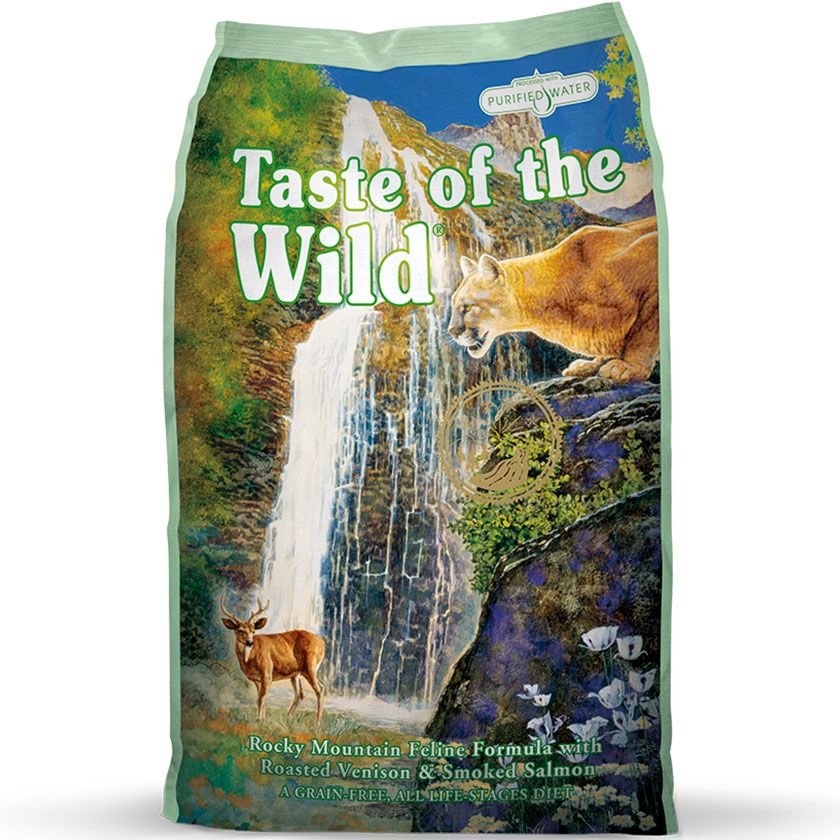 PROCESSED WITH
PURIFIED WATER
Taste of the
Wild®
Rocky Mountain Feline Formula with
Roasted Venison & Smoked Salmon
A GRAIN-FREE, ALL LIFE-STAGES DIET